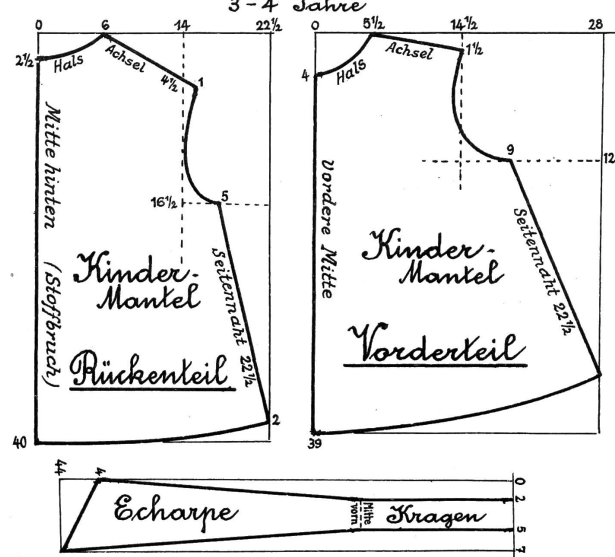 3-4 Jahre
0 6 14 22½
2½ Hals Achsel 4½ 1
Mitte hinten (Stoffbruch)
16½ 5
Kinder-
Mantel
Rückenteil
Seitennaht 22½
2
40
0 5½ 14½ 28
4 Hals Achsel 1½
9 12
vordere Mitte
Kinder-
Mantel
Vorderteil
Seitennaht 22½
39
44 4 0
2
Echarpe
Mitte
vorn
Kragen
5
7